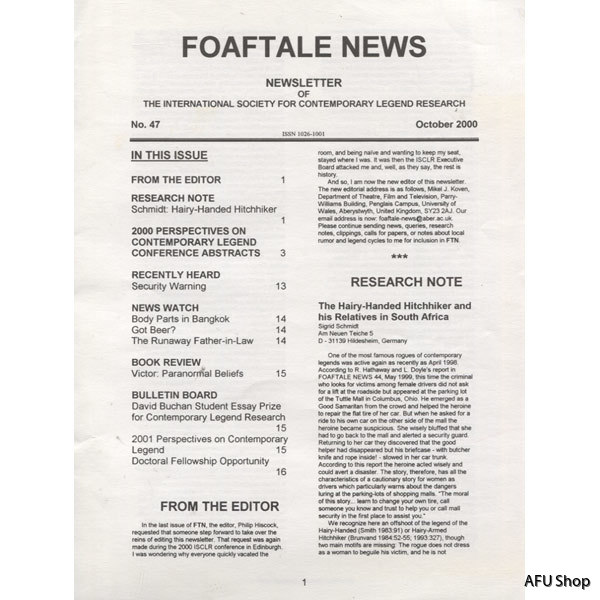 FOAFTALE NEWS
NEWSLETTER
OF
THE INTERNATIONAL SOCIETY FOR CONTEMPORARY LEGEND RESEARCH
No. 47 October 2000
ISSN 1026-1001
IN THIS ISSUE
FROM THE EDITOR 1
RESEARCH NOTE
Schmidt: Hairy-Handed Hitchhiker
1
2000 PERSPECTIVES ON
CONTEMPORARY LEGEND
CONFERENCE ABSTRACTS 3
RECENTLY HEARD
Security Warning 13
NEWS WATCH
Body Parts in Bangkok 14
Got Beer? 14
The Runaway Father-in-Law 14
BOOK REVIEW
Victor: Paranormal Beliefs 15
BULLETIN BOARD
David Buchan Student Essay Prize
for Contemporary Legend Research
15
2001 Perspectives on Contemporary
Legend 15
Doctoral Fellowship Opportunity
16
FROM THE EDITOR
In the last issue of FTN, the editor, Philip Hiscock,
requested that someone step forward to take over the
reins of editing this newsletter. That request was again
made during the 2000 ISCLR conference in Edinburgh.
I was wondering why everyone quickly vacated the
room, and being naïve and wanting to keep my seat,
stayed where I was. It was then the ISCLR Executive
Board attacked me and, well, as they say, the rest is
history.
And so, I am now the new editor of this newsletter.
The new editorial address is as follows, Mikel J. Koven,
Department of Theatre, Film and Television, Parry-
Williams Building, Penglais Campus, University of
Wales, Aberystwyth, United Kingdom, SY23 2AJ. Our
email address is now: foaftale-news@aber.ac.uk.
Please continue sending news, queries, research
notes, clippings, calls for papers, or notes about local
rumor and legend cycles to me for inclusion in FTN.
***
RESEARCH NOTE
The Hairy-Handed Hitchhiker and
his Relatives in South Africa
Sigrid Schmidt
Am Neuen Teiche 5
D - 31139 Hildesheim, Germany
One of the most famous rogues of contemporary
legends was active again as recently as April 1998.
According to R. Hathaway and L. Doyle's report in
FOAFTALE NEWS 44, May 1999, this time the criminal
who looks for victims among female drivers did not ask
for a lift at the roadside but appeared at the parking lot
of the Tuttle Mall in Columbus, Ohio. He emerged as a
Good Samaritan from the crowd and helped the heroine
to repair the flat tire of her car. But when he asked for a
ride to his own car on the other side of the mall the
heroine became suspicious. She wisely bluffed that she
had to go back to the mall and alerted a security guard.
Returning to her car they discovered that the good
helper had disappeared but his briefcase - with butcher
knife and rope inside! - stowed in her car trunk.
According to this report the heroine acted wisely and
could avert a disaster. The story, therefore, has all the
characteristics of a cautionary story for women as
drivers which particularly warns about the dangers
luring at the parking-lots of shopping malls. "The moral
of this story... learn to change your own tire, call
someone you know and trust to help you or call mall
security in the first place to assist you."
We recognize here an offshoot of the legend of the
Hairy-Handed (Smith 1983:91) or Hairy-Armed
Hitchhiker (Brunvand 1984:52-55; 1993:327), though
two main motifs are missing: The rogue does not dress
as a woman to beguile his victim, and he is not
1
AFU Shop